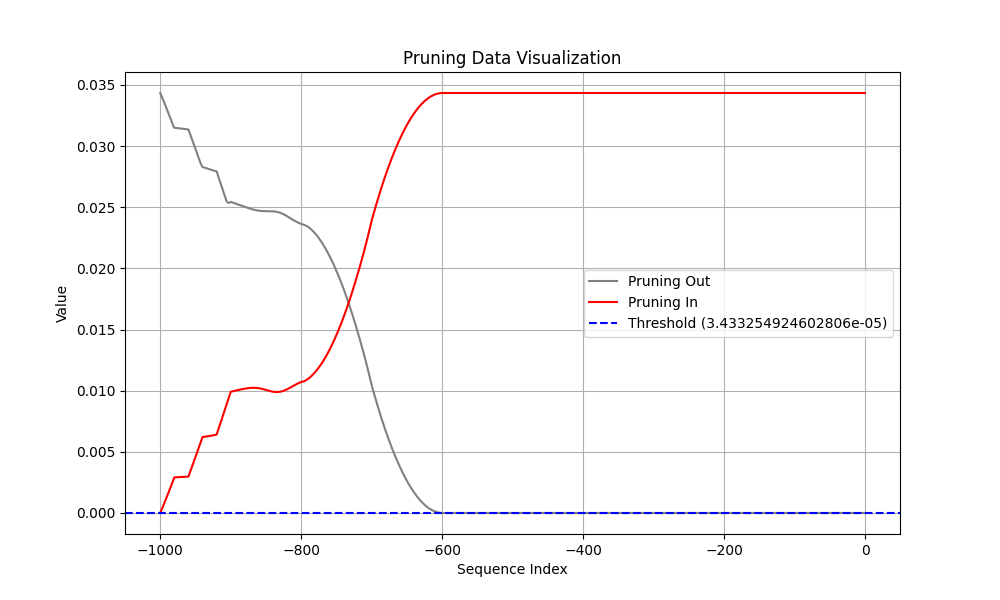 Pruning Data Visualization
0.035
0.030
0.025
0.020
0.015
0.010
0.005
0.000
Value
Pruning Out
Pruning In
Threshold (3.433254924602806e-05)
−1000 −800 −600 −400 −200 0
Sequence Index